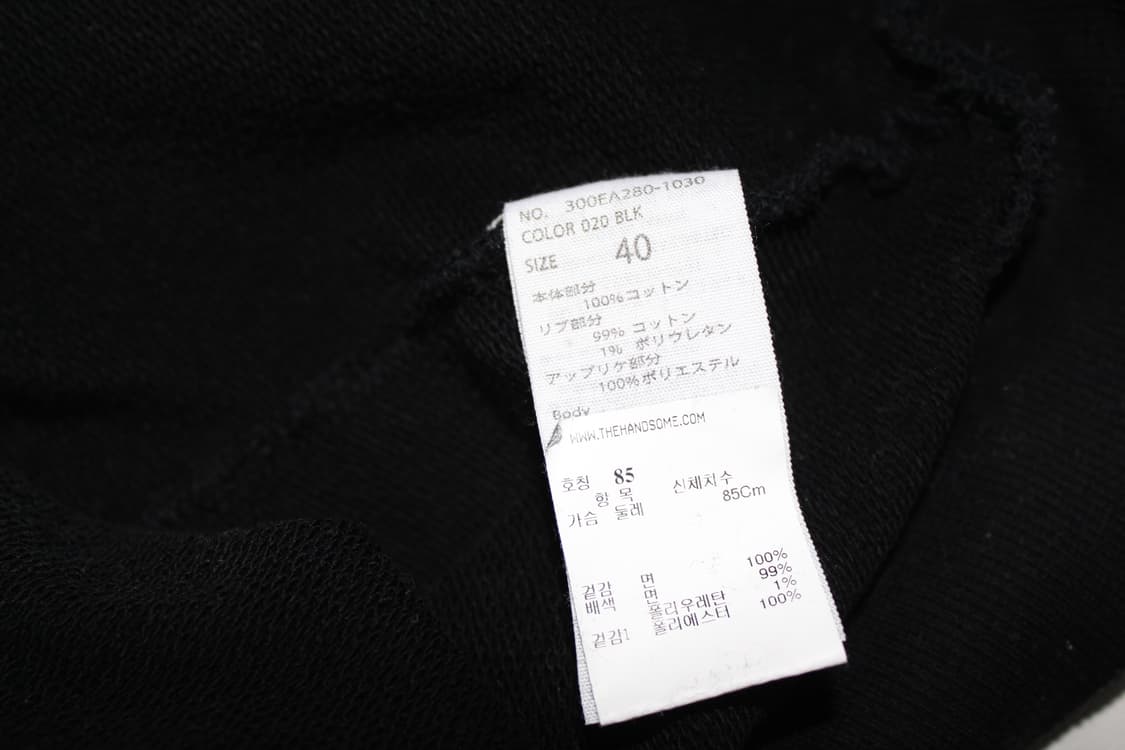 NO. 300EA280-1030
COLOR 020 BLK
SIZE 40
本体部分
100%コットン
リブ部分
99% コットン
1% ポリウレタン
アップリケ部分
100%ポリエステル
Body
WWW.THEHANDSOME.COM
호칭 85
항 목 신체치수
가슴 둘레 85Cm
겉감 면 100%
배색 면 99%
폴리우레탄 1%
겉감1 폴리에스터 100%